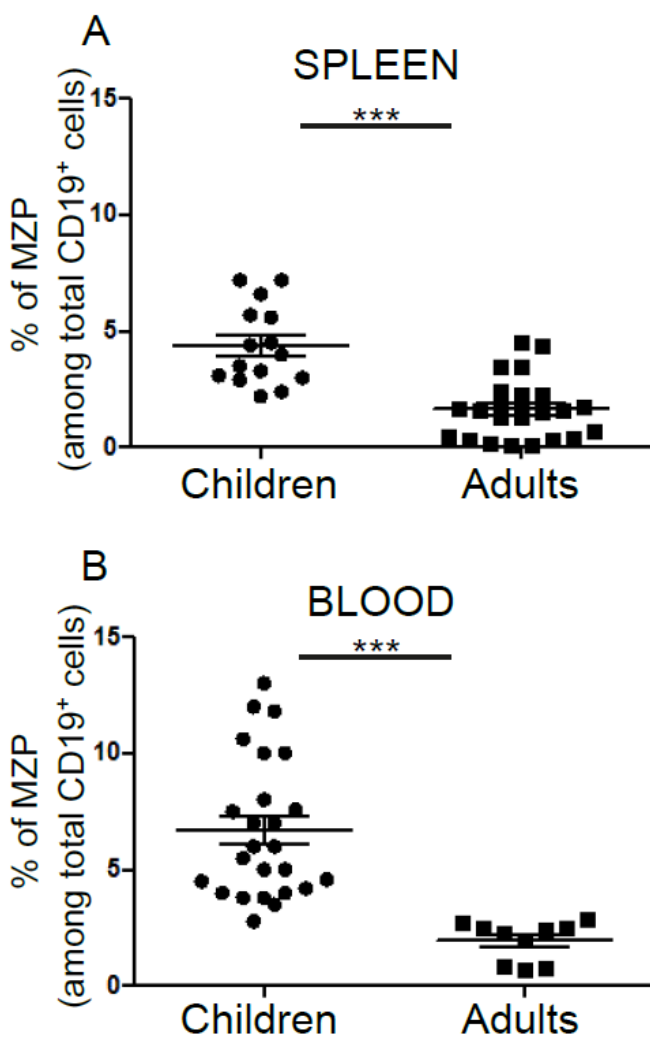 A
SPLEEN
% of MZP
(among total CD19⁺ cells)
15
10
5
0
***
Children
Adults
B
BLOOD
% of MZP
(among total CD19⁺ cells)
15
10
5
0
***
Children
Adults